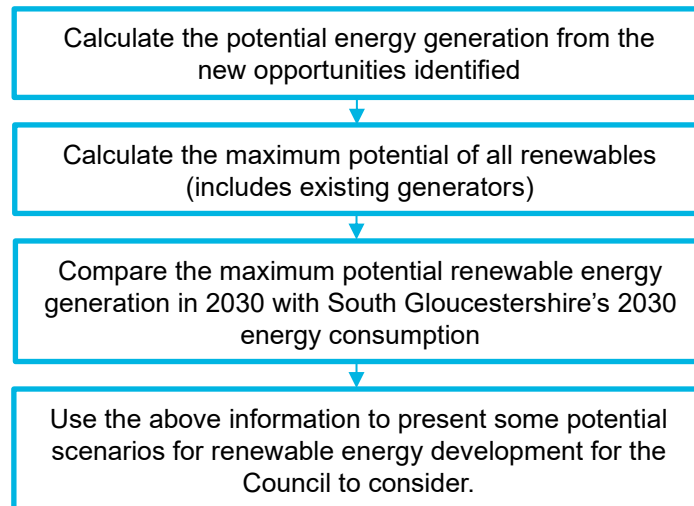 Calculate the potential energy generation from the
new opportunities identified
Calculate the maximum potential of all renewables
(includes existing generators)
Compare the maximum potential renewable energy
generation in 2030 with South Gloucestershire’s 2030
energy consumption
Use the above information to present some potential
scenarios for renewable energy development for the
Council to consider.